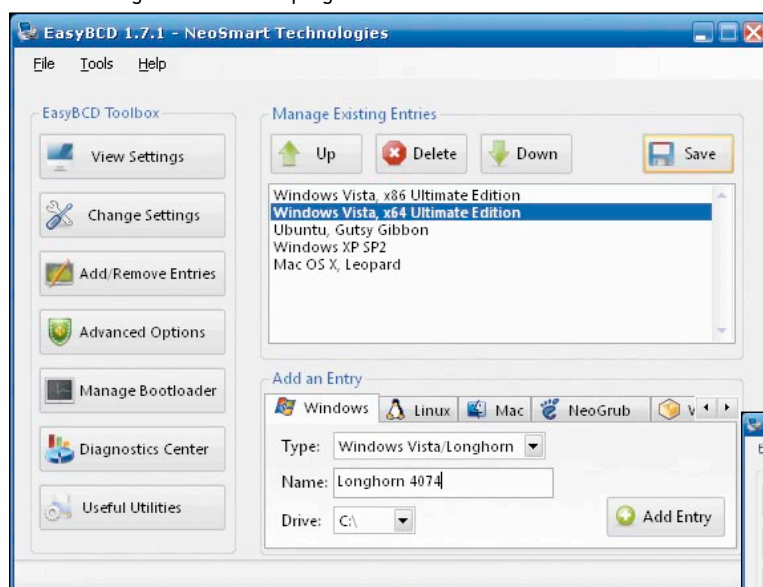 EasyBCD 1.7.1 - NeoSmart Technologies
File Tools Help
EasyBCD Toolbox
View Settings
Change Settings
Add/Remove Entries
Advanced Options
Manage Bootloader
Diagnostics Center
Useful Utilities
Manage Existing Entries
Up Delete Down Save
Windows Vista, x86 Ultimate Edition
Windows Vista, x64 Ultimate Edition
Ubuntu, Gutsy Gibbon
Windows XP SP2
Mac OS X, Leopard
Add an Entry
Windows Linux Mac NeoGrub
Type: Windows Vista/Longhorn
Name: Longhorn 4074
Drive: C:\
Add Entry